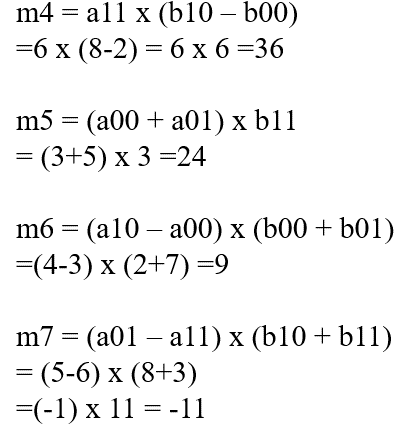 m4 = a11 x (b10 – b00)
=6 x (8-2) = 6 x 6 =36
m5 = (a00 + a01) x b11
= (3+5) x 3 =24
m6 = (a10 – a00) x (b00 + b01)
=(4-3) x (2+7) =9
m7 = (a01 – a11) x (b10 + b11)
= (5-6) x (8+3)
=(-1) x 11 = -11